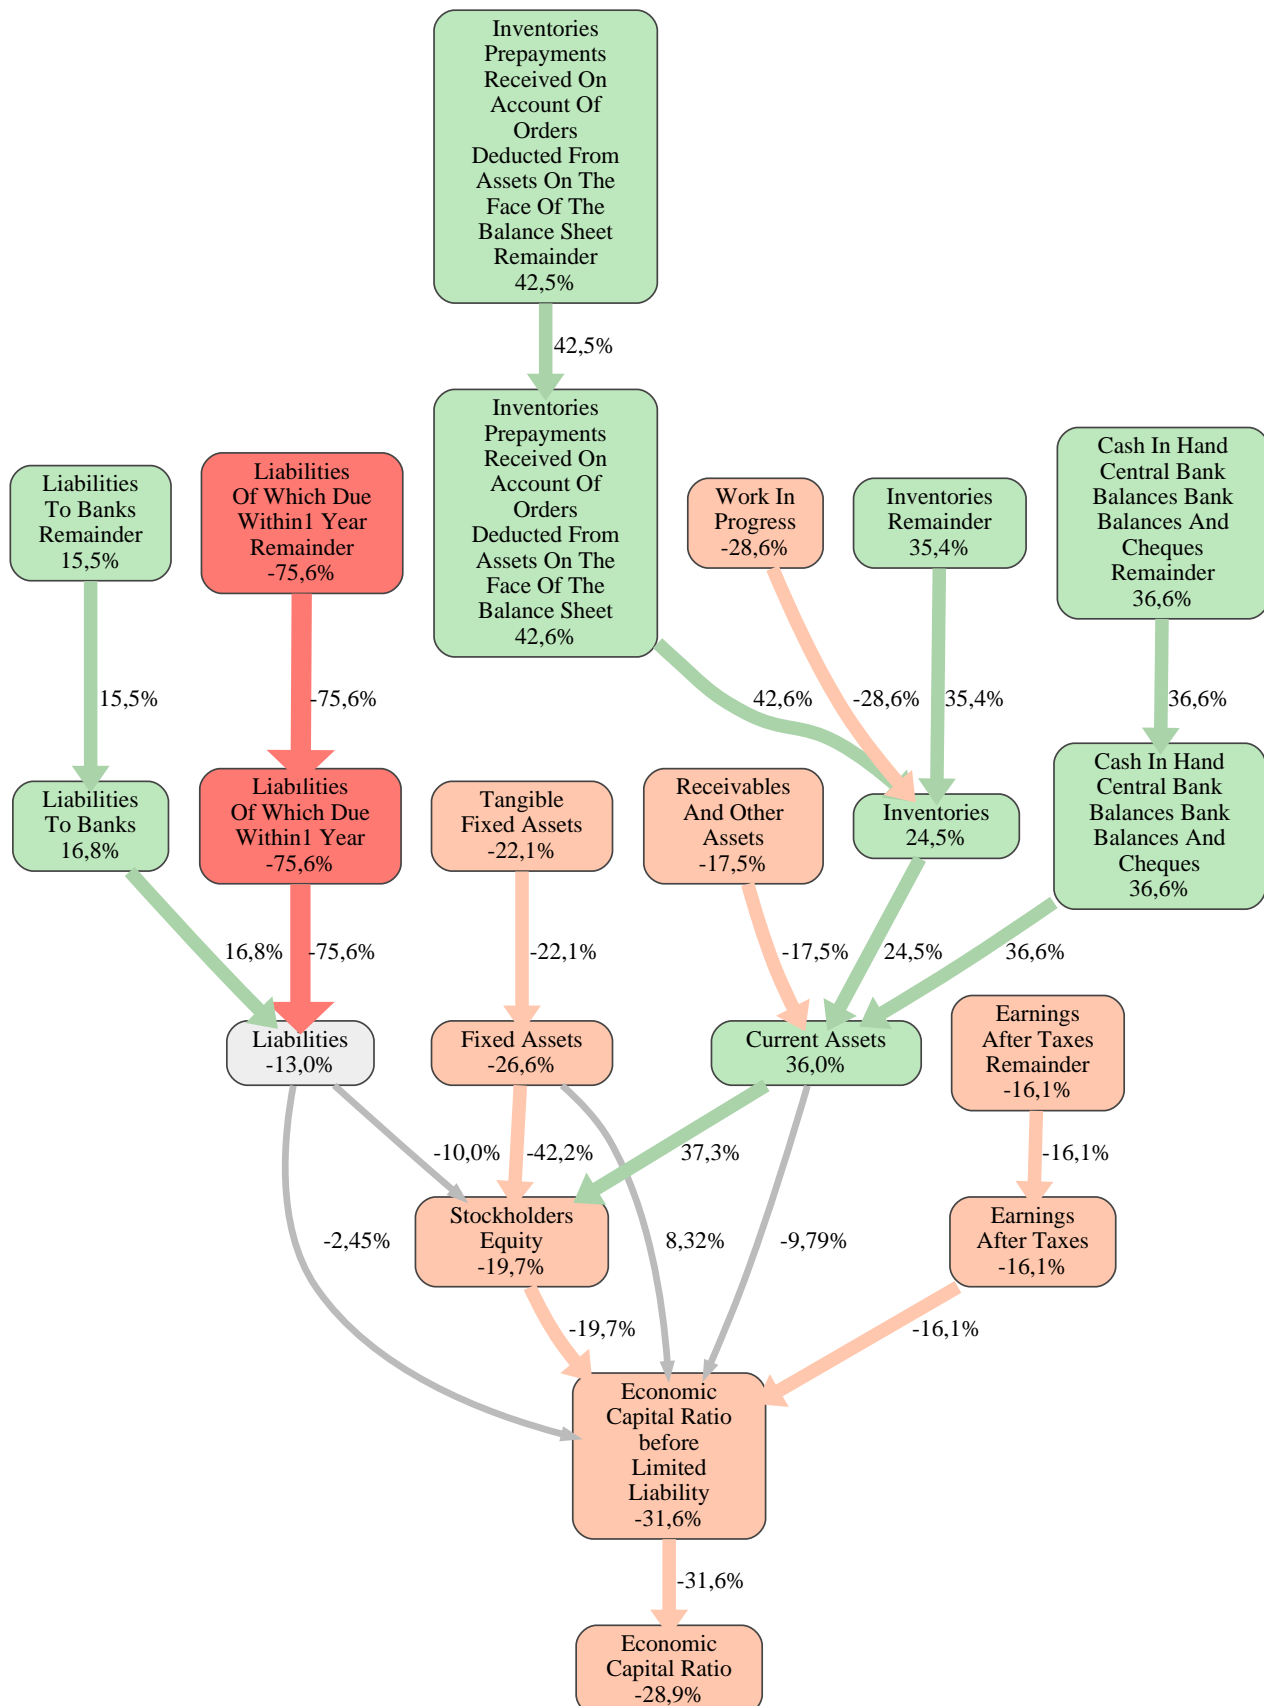 Inventories
Prepayments
Received On
Account Of
Orders
Deducted From
Assets On The
Face Of The
Balance Sheet
Remainder
42,5%
42,5%
Inventories
Prepayments
Received On
Account Of
Orders
Deducted From
Assets On The
Face Of The
Balance Sheet
42,6%
Liabilities
To Banks
Remainder
15,5%
Liabilities
Of Which Due
Within1 Year
Remainder
-75,6%
Work In
Progress
-28,6%
Inventories
Remainder
35,4%
Cash In Hand
Central Bank
Balances Bank
Balances And
Cheques
Remainder
36,6%
15,5%
-75,6%
42,6%
-28,6%
35,4%
36,6%
Liabilities
To Banks
16,8%
Liabilities
Of Which Due
Within1 Year
-75,6%
Tangible
Fixed Assets
-22,1%
Receivables
And Other
Assets
-17,5%
Inventories
24,5%
Cash In Hand
Central Bank
Balances Bank
Balances And
Cheques
36,6%
16,8%
-75,6%
-22,1%
-17,5%
24,5%
36,6%
Liabilities
-13,0%
Fixed Assets
-26,6%
Current Assets
36,0%
Earnings
After Taxes
Remainder
-16,1%
-10,0%
-42,2%
37,3%
-16,1%
-2,45%
Stockholders
Equity
-19,7%
8,32%
-9,79%
Earnings
After Taxes
-16,1%
-19,7%
-16,1%
Economic
Capital Ratio
before
Limited
Liability
-31,6%
-31,6%
Economic
Capital Ratio
-28,9%